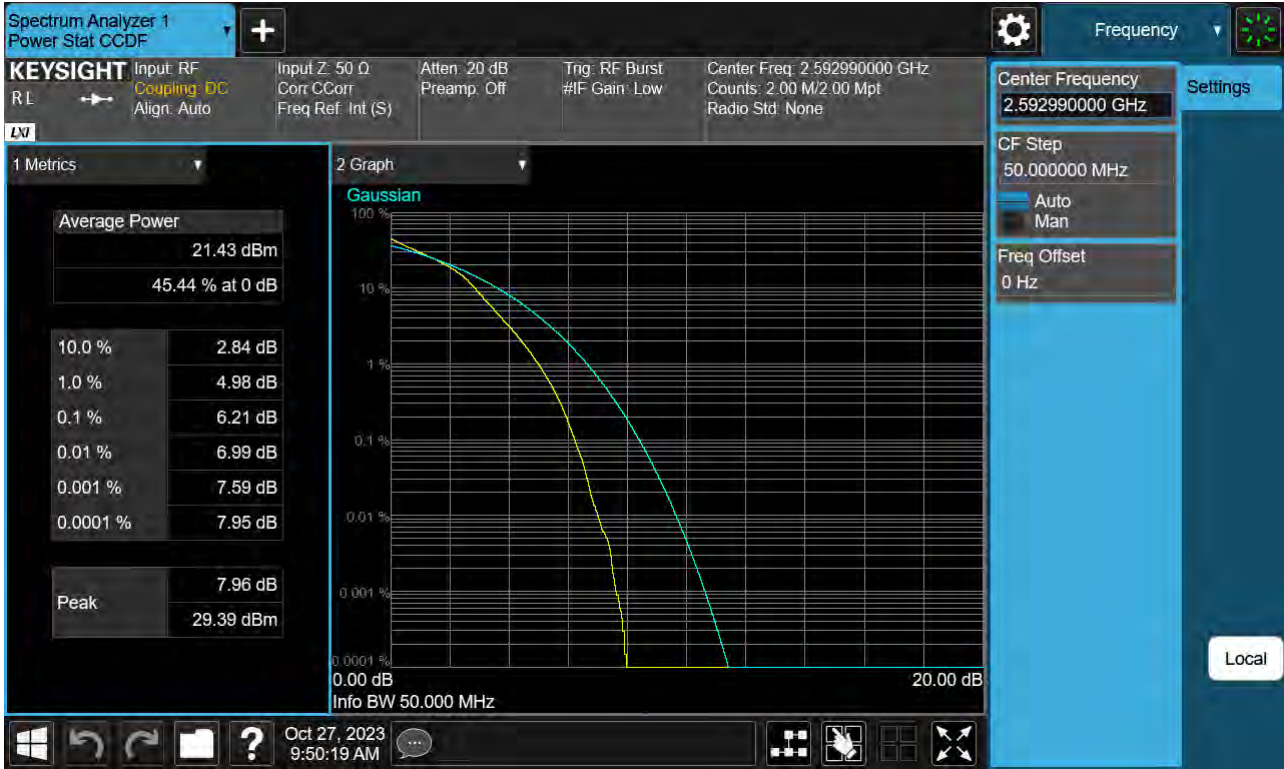 Spectrum Analyzer 1
Power Stat CCDF
Frequency
KEYSIGHT
R L
LXI
Input: RF
Coupling: DC
Align: Auto
Input Z: 50 Ω
Corr CCorr
Freq Ref: Int (S)
Atten: 20 dB
Preamp: Off
Trig: RF Burst
#IF Gain: Low
Center Freq: 2.592990000 GHz
Counts: 2.00 M/2.00 Mpt
Radio Std: None
Center Frequency
2.592990000 GHz
Settings
CF Step
50.000000 MHz
Auto
Man
Freq Offset
0 Hz
Local
1 Metrics
Average Power
21.43 dBm
45.44 % at 0 dB
10.0 % 2.84 dB
1.0 % 4.98 dB
0.1 % 6.21 dB
0.01 % 6.99 dB
0.001 % 7.59 dB
0.0001 % 7.95 dB
Peak
7.96 dB
29.39 dBm
2 Graph
Gaussian
100 %
10 %
1 %
0.1 %
0.01 %
0.001 %
0.0001 %
0.00 dB 20.00 dB
Info BW 50.000 MHz
?
Oct 27, 2023
9:50:19 AM